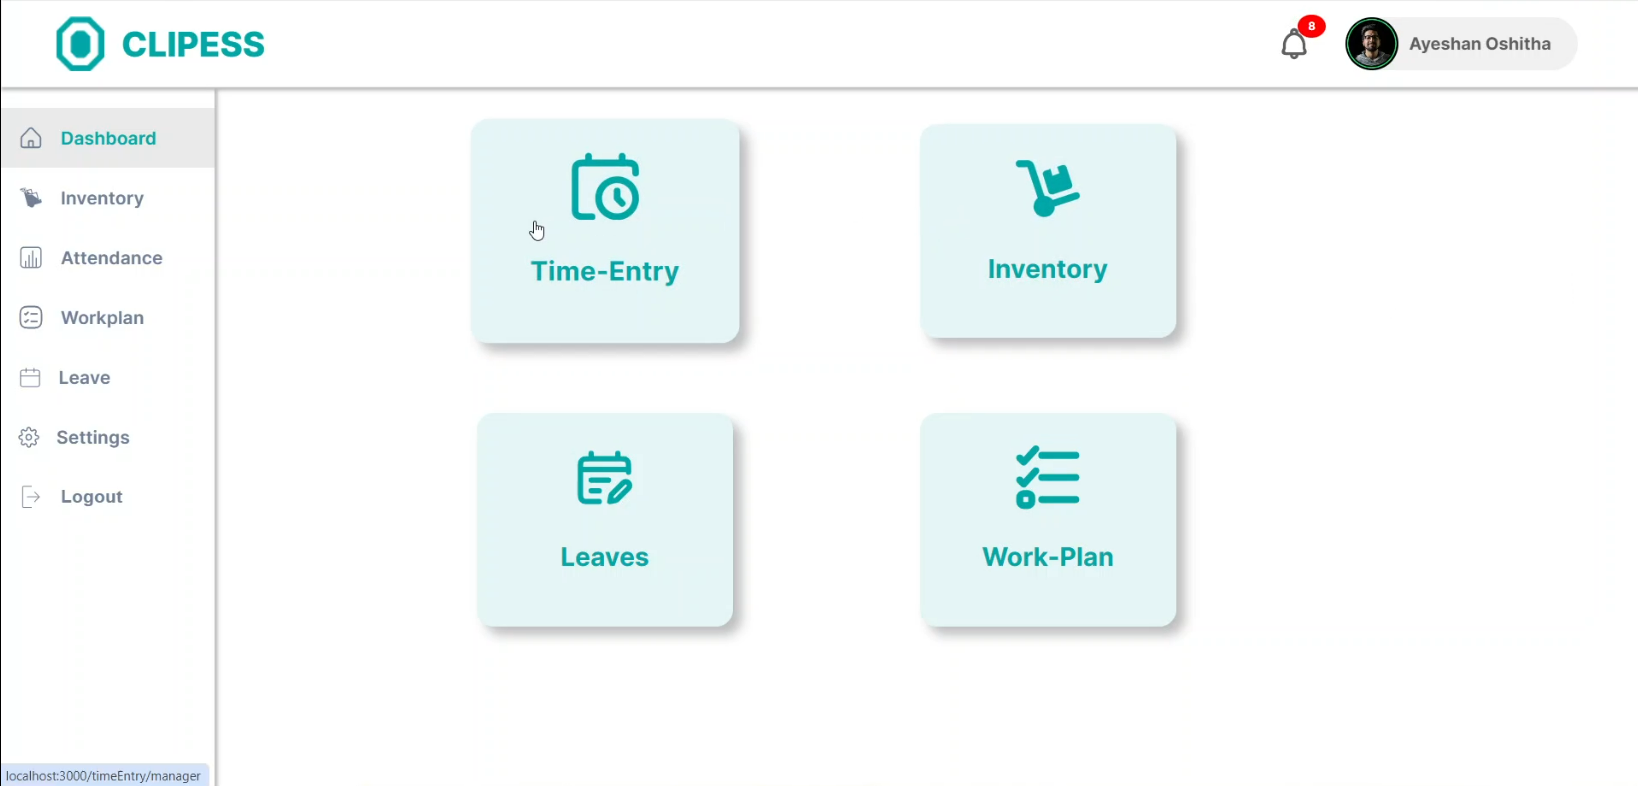 CLIPESS
8
Ayeshan Oshitha
Dashboard
Inventory
Attendance
Workplan
Leave
Settings
Logout
Time-Entry
Inventory
Leaves
Work-Plan
localhost:3000/timeEntry/manager